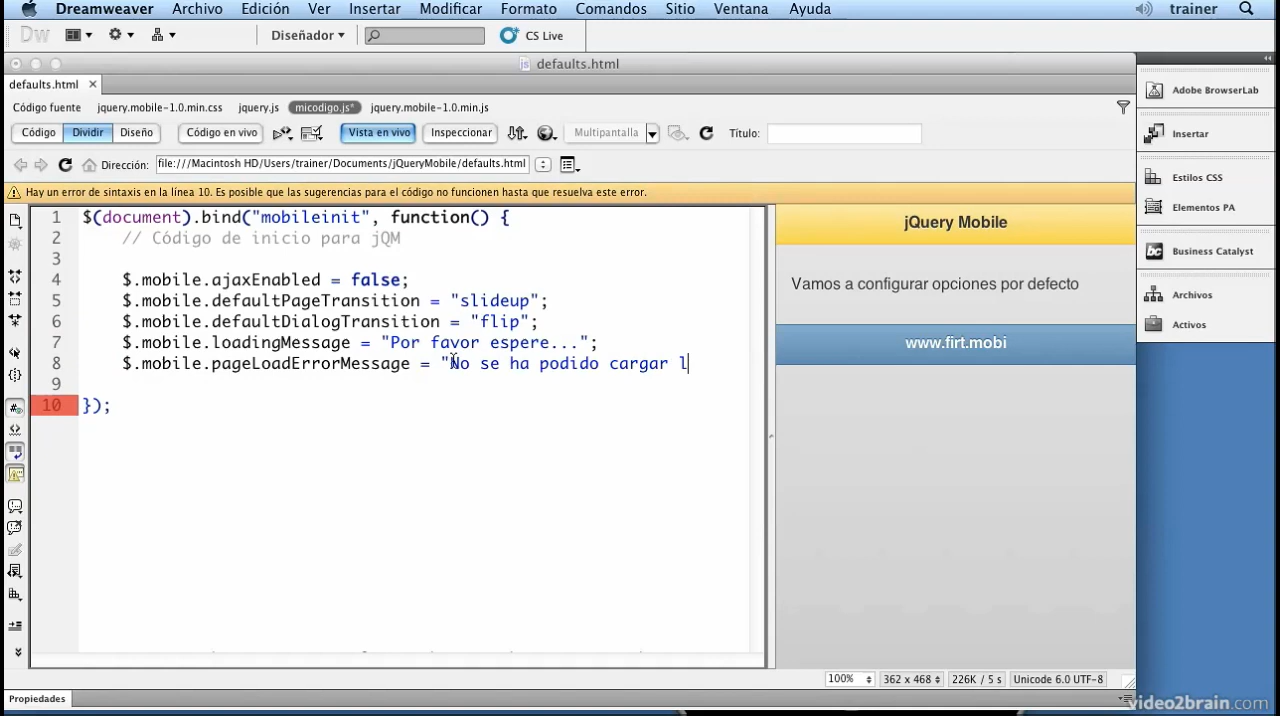 Dreamweaver Archivo Edición Ver Insertar Modificar Formato Comandos Sitio Ventana Ayuda trainer
Dw Diseñador CS Live
defaults.html
defaults.html
Código fuente jquery.mobile-1.0.min.css jquery.js micodigo.js* jquery.mobile-1.0.min.js
Código Dividir Diseño Código en vivo Vista en vivo Inspeccionar Multipantalla Título:
Dirección: file:///Macintosh HD/Users/trainer/Documents/jQueryMobile/defaults.html
Hay un error de sintaxis en la línea 10. Es posible que las sugerencias para el código no funcionen hasta que resuelva este error.
1 $(document).bind("mobileinit", function() {
2 // Código de inicio para jQM
3
4 $.mobile.ajaxEnabled = false;
5 $.mobile.defaultPageTransition = "slideup";
6 $.mobile.defaultDialogTransition = "flip";
7 $.mobile.loadingMessage = "Por favor espere...";
8 $.mobile.pageLoadErrorMessage = "No se ha podido cargar l
9
10 });
jQuery Mobile
Vamos a configurar opciones por defecto
www.firt.mobi
Adobe BrowserLab
Insertar
Estilos CSS
Elementos PA
bc Business Catalyst
Archivos
Activos
100% 362 x 468 226K / 5 s Unicode 6.0 UTF-8
Propiedades
video2brain.com